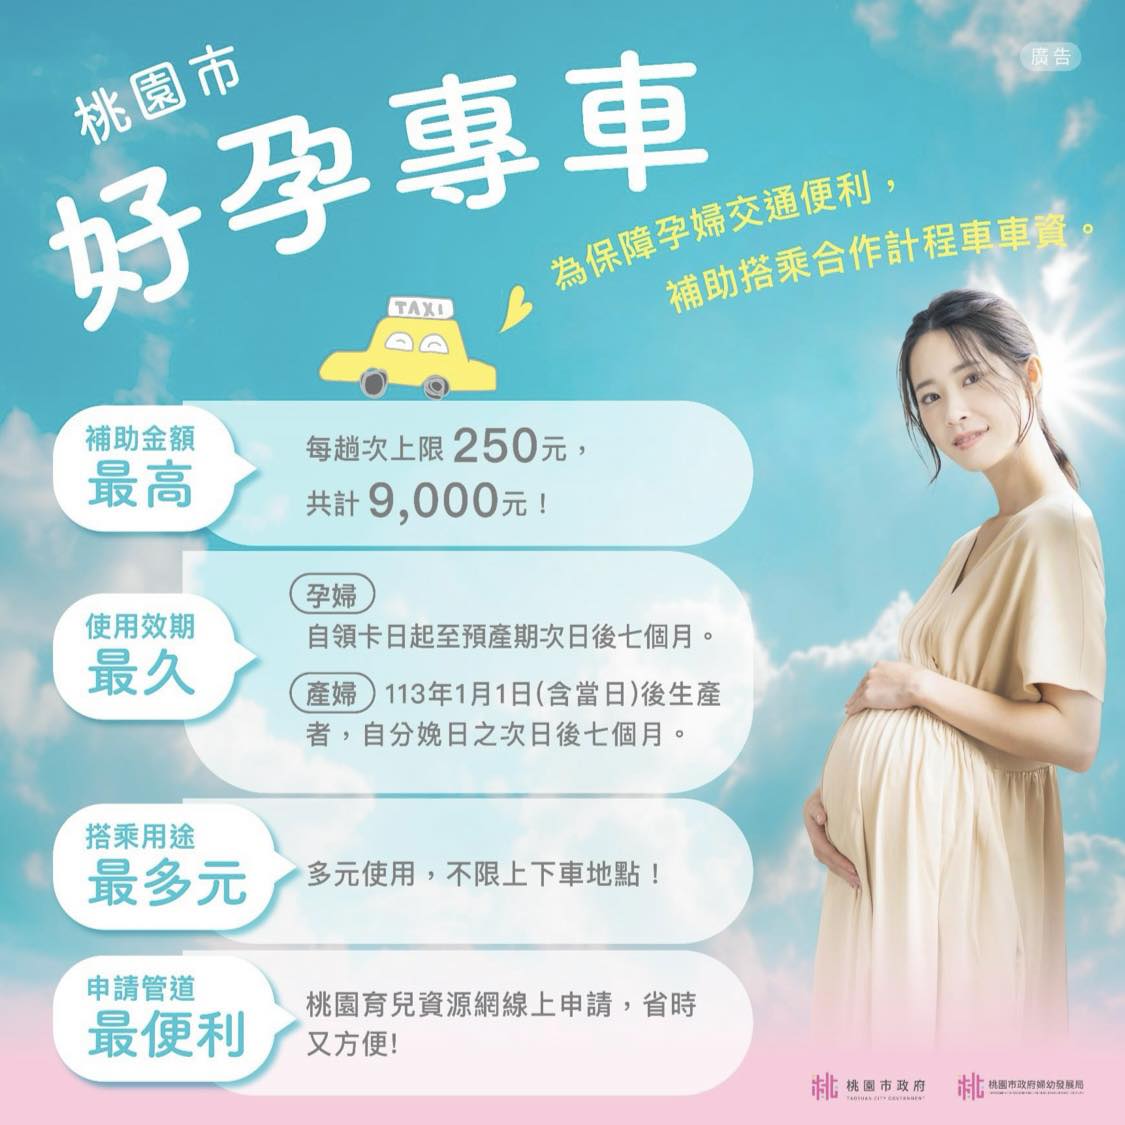 廣告
桃園市
好孕專車
為保障孕婦交通便利，
補助搭乘合作計程車車資。
TAXI
補助金額
最高
每趟次上限 250元，
共計 9,000元！
使用效期
最久
孕婦
自領卡日起至預產期次日後七個月。
產婦 113年1月1日(含當日)後生產
者，自分娩日之次日後七個月。
搭乘用途
最多元
多元使用，不限上下車地點！
申請管道
最便利
桃園育兒資源網線上申請，省時
又方便!
桃園市政府
TAOYUAN CITY GOVERNMENT
桃園市政府婦幼發展局